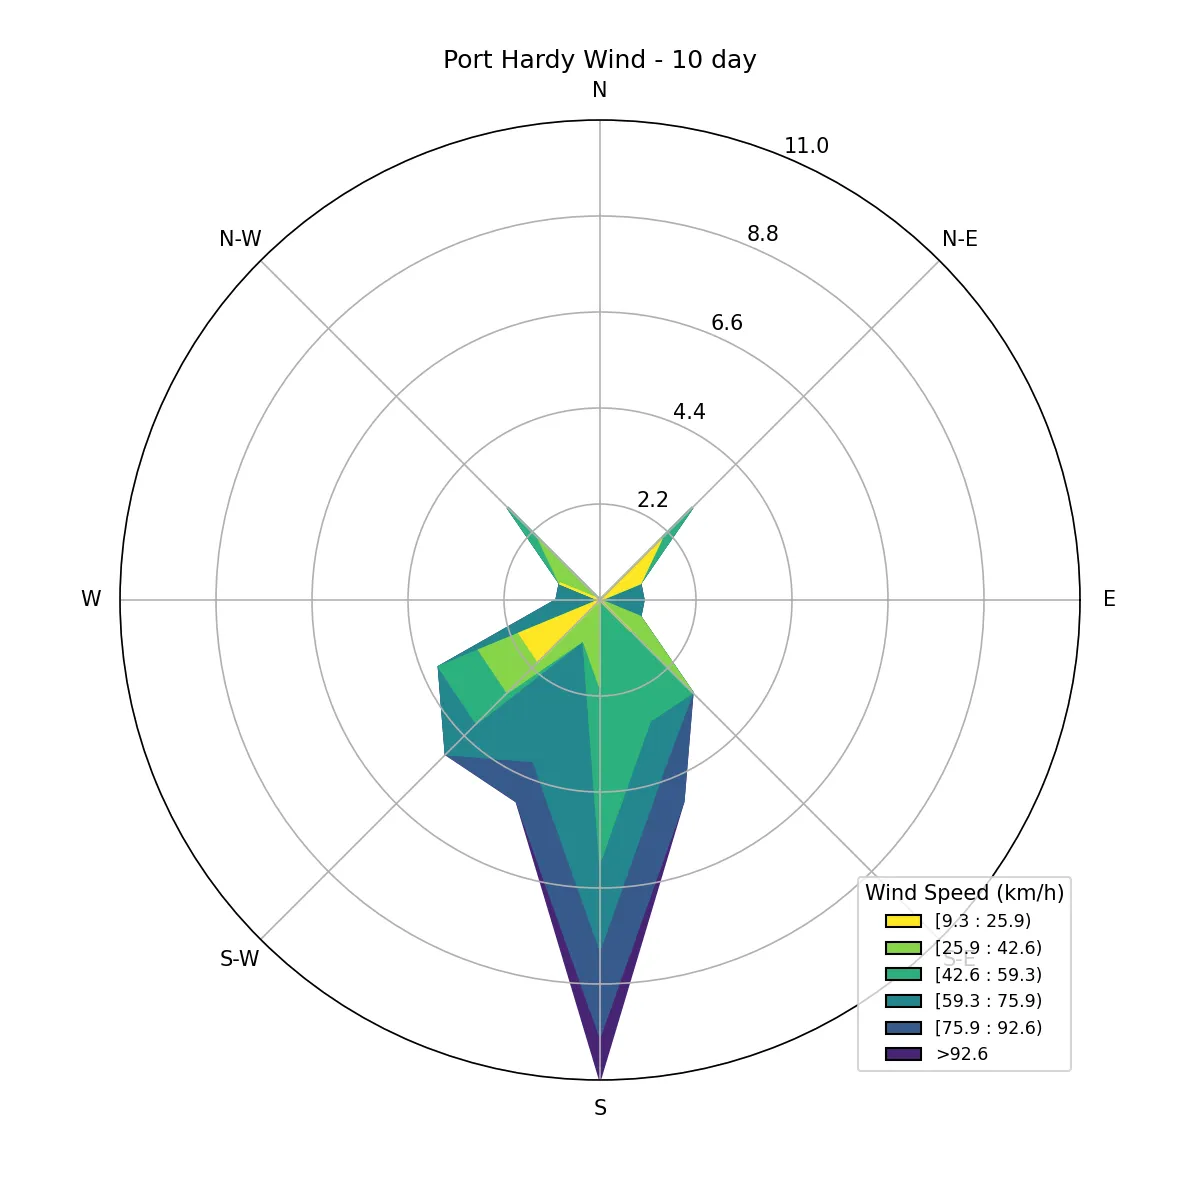 Port Hardy Wind - 10 day
N
11.0
N-W
8.8
N-E
6.6
4.4
2.2
W
E
S-W
S-E
S
Wind Speed (km/h)
[9.3 : 25.9)
[25.9 : 42.6)
[42.6 : 59.3)
[59.3 : 75.9)
[75.9 : 92.6)
>92.6